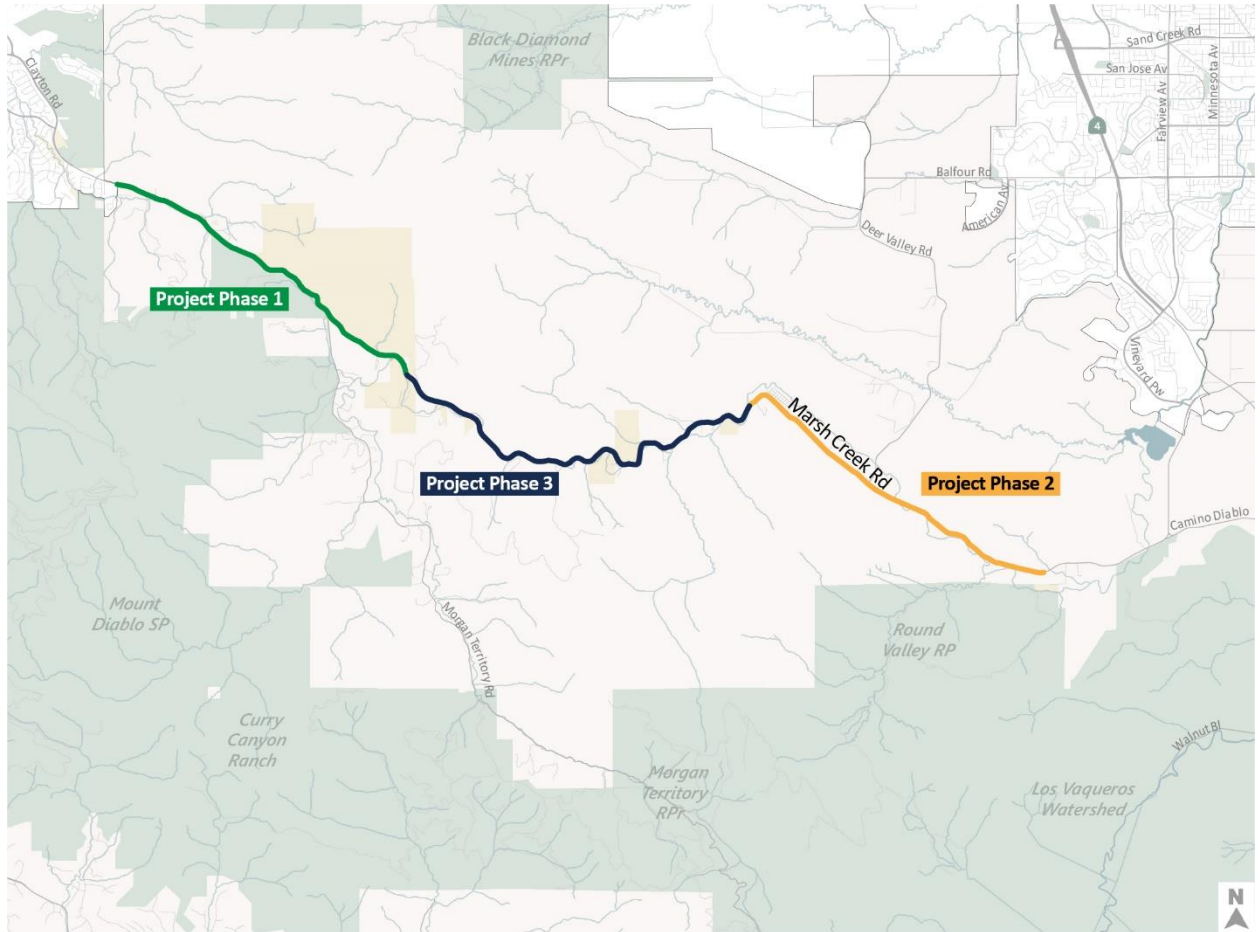 Black Diamond
Mines RPr
Clayton Rd
Sand Creek Rd
San Jose Av
Fairview Av
Minnesota Av
4
Balfour Rd
American Av
Deer Valley Rd
Project Phase 1
Vineyard Pw
Marsh Creek Rd
Project Phase 3
Project Phase 2
Camino Diablo
Mount
Diablo SP
Morgan Territory Rd
Round
Valley RP
Curry
Canyon
Ranch
Walnut Bl
Morgan
Territory
RPr
Los Vaqueros
Watershed
N